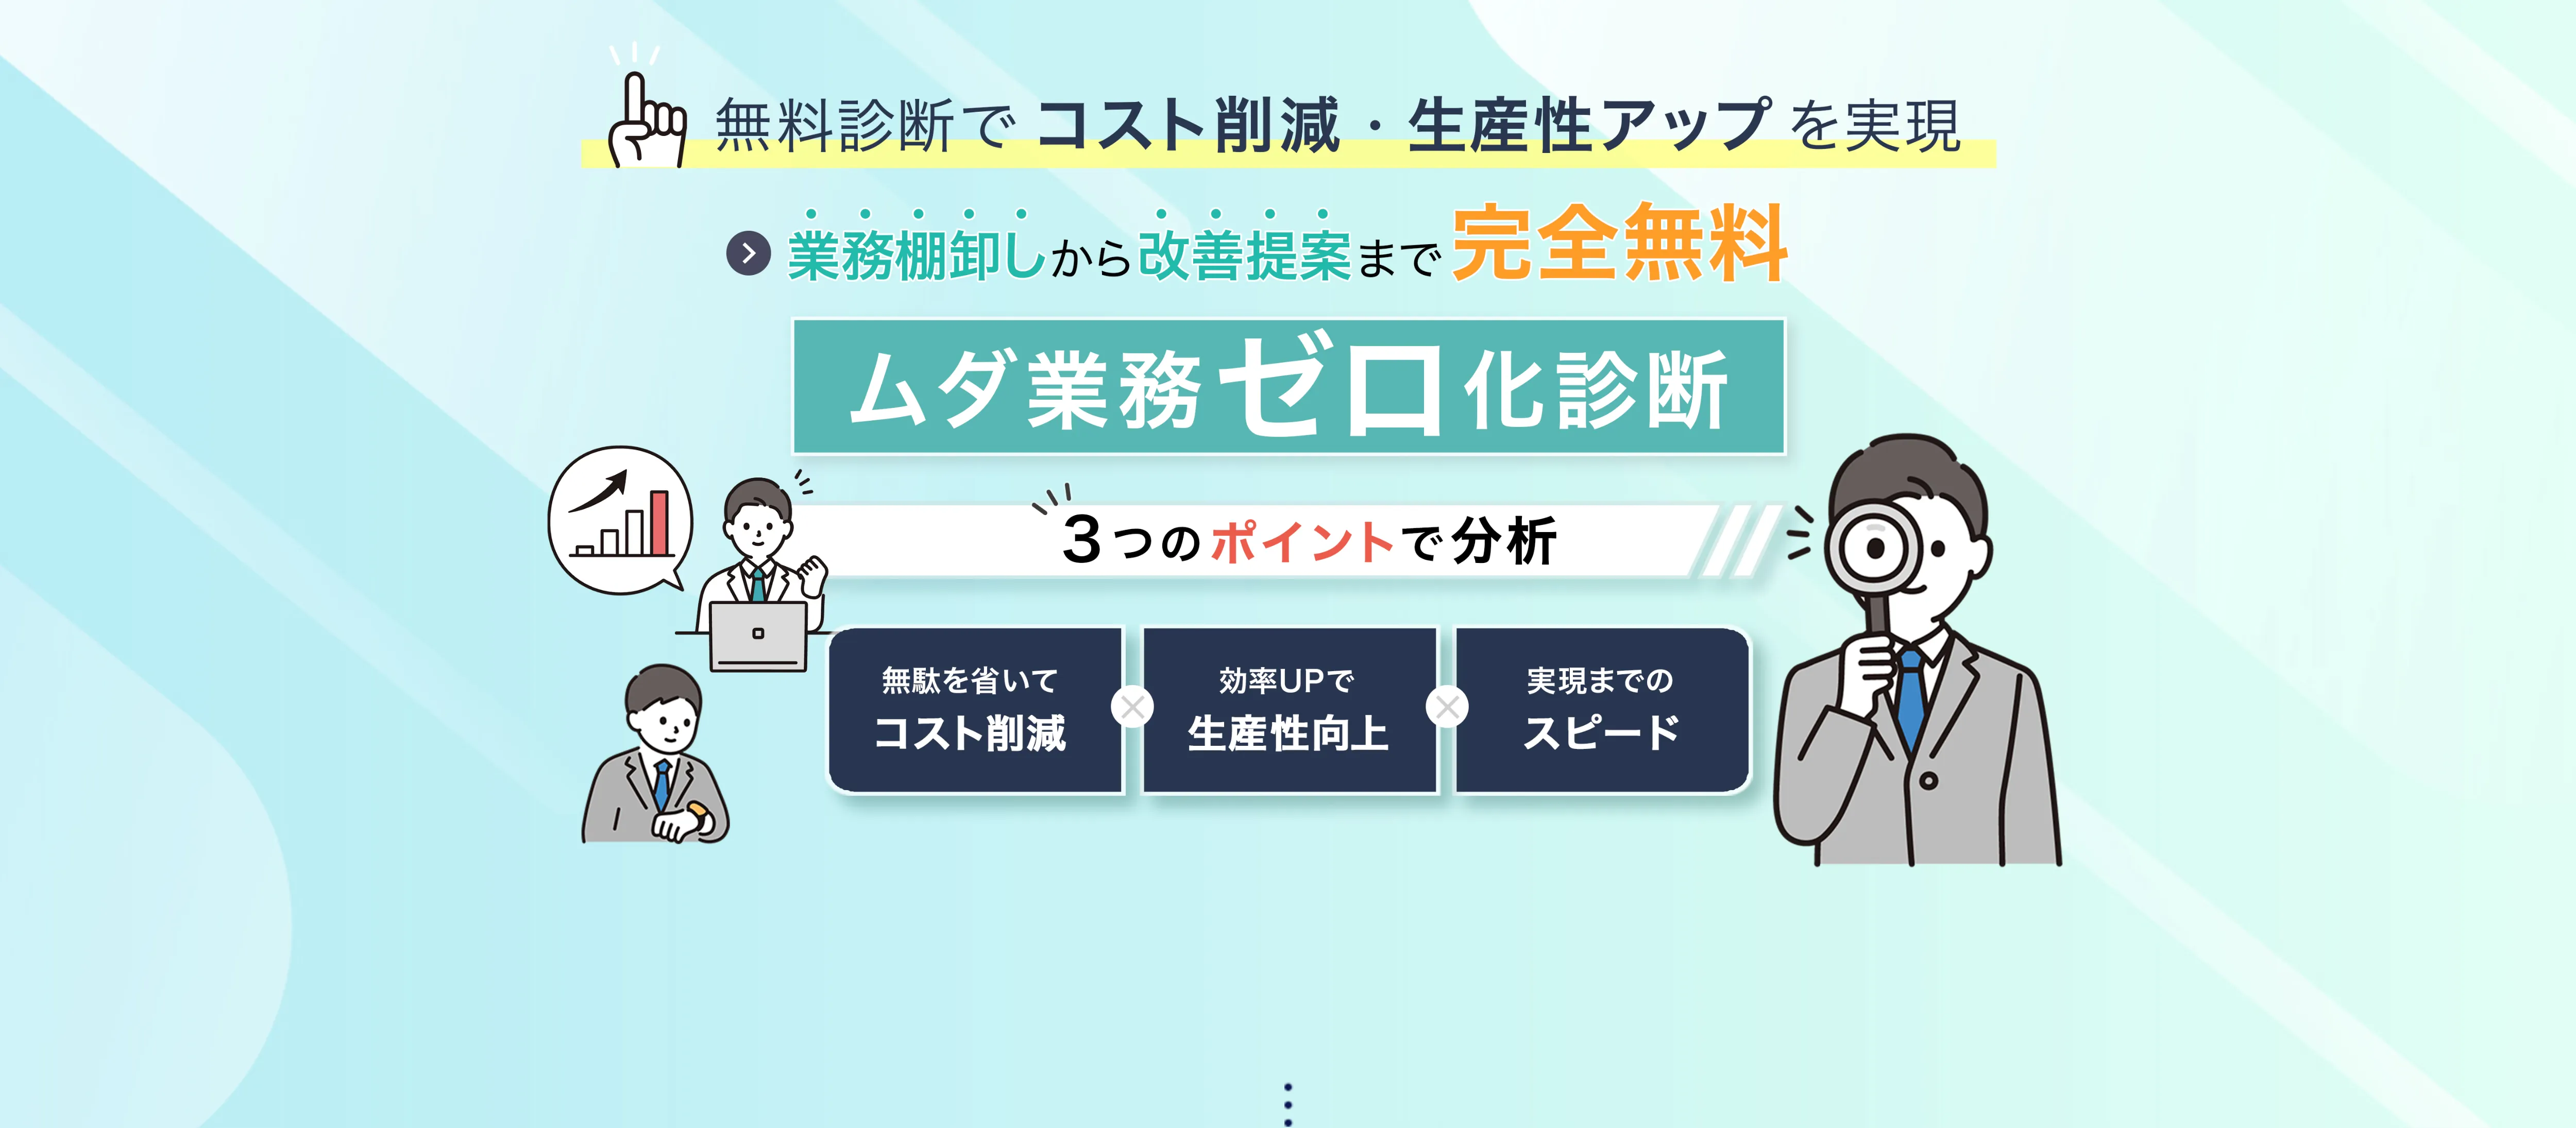 無料診断で コスト削減・生産性アップ を実現
業務棚卸しから改善提案まで完全無料
ムダ業務ゼロ化診断
3つのポイントで分析
無駄を省いて
コスト削減
効率UPで
生産性向上
実現までの
スピード